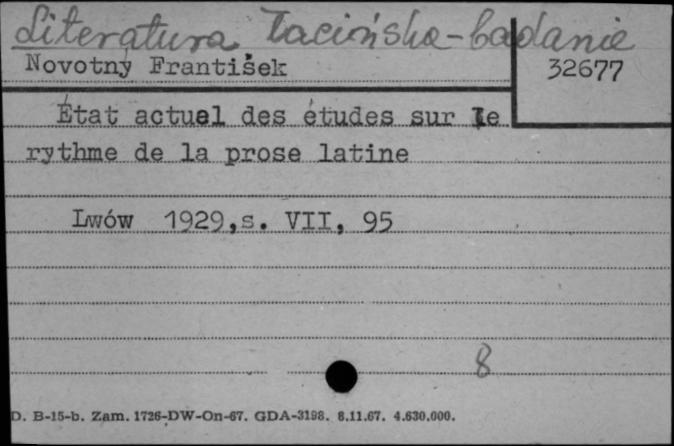 Literatura łacińska - badanie
Novotný František
32677
État actuel des études sur le
rythme de la prose latine
Lwów 1929,s. VII, 95
8
D. B-15-b. Zam. 1726-DW-On-67. GDA-3198. 8.11.67. 4.630.000.